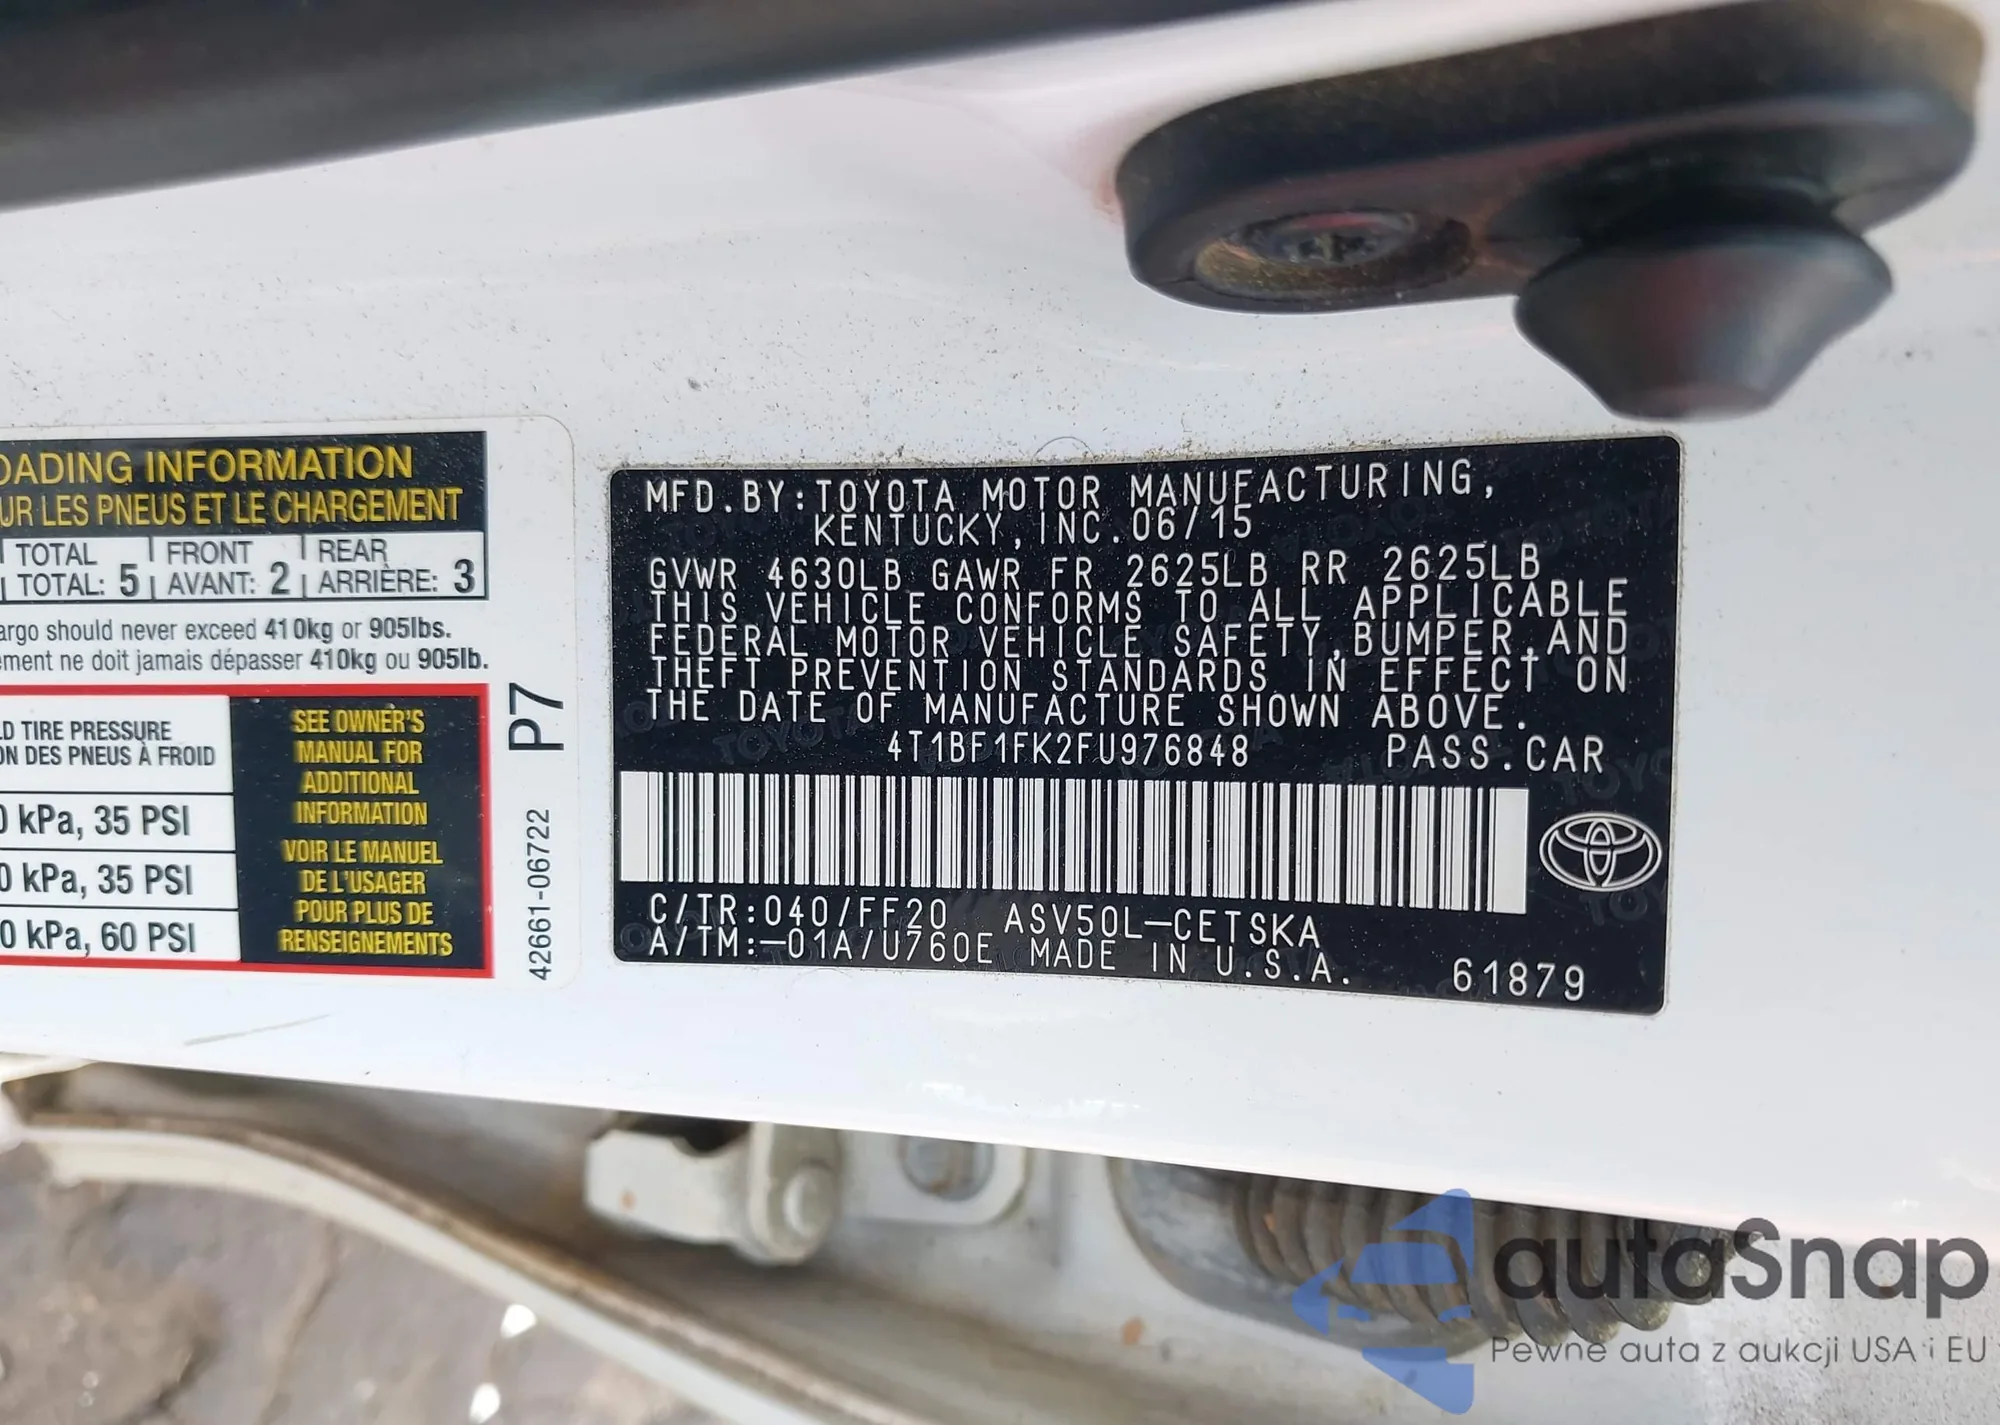 OADING INFORMATION
UR LES PNEUS ET LE CHARGEMENT
TOTAL FRONT REAR
TOTAL: 5 AVANT: 2 ARRIÈRE: 3
argo should never exceed 410kg or 905lbs.
ement ne doit jamais dépasser 410kg ou 905lb.
D TIRE PRESSURE
ON DES PNEUS À FROID
0 kPa, 35 PSI
0 kPa, 35 PSI
0 kPa, 60 PSI
SEE OWNER'S
MANUAL FOR
ADDITIONAL
INFORMATION
VOIR LE MANUEL
DE L'USAGER
POUR PLUS DE
RENSEIGNEMENTS
P7
42661-06722
MFD.BY:TOYOTA MOTOR MANUFACTURING,
KENTUCKY,INC.06/15
GVWR 4630LB GAWR FR 2625LB RR 2625LB
THIS VEHICLE CONFORMS TO ALL APPLICABLE
FEDERAL MOTOR VEHICLE SAFETY,BUMPER,AND
THEFT PREVENTION STANDARDS IN EFFECT ON
THE DATE OF MANUFACTURE SHOWN ABOVE.
4T1BF1FK2FU976848 PASS.CAR
C/TR:040/FF20 ASV50L-CETSKA
A/TM:-01A/U760E MADE IN U.S.A. 61879
autaSnap
Pewne auta z aukcji USA i EU